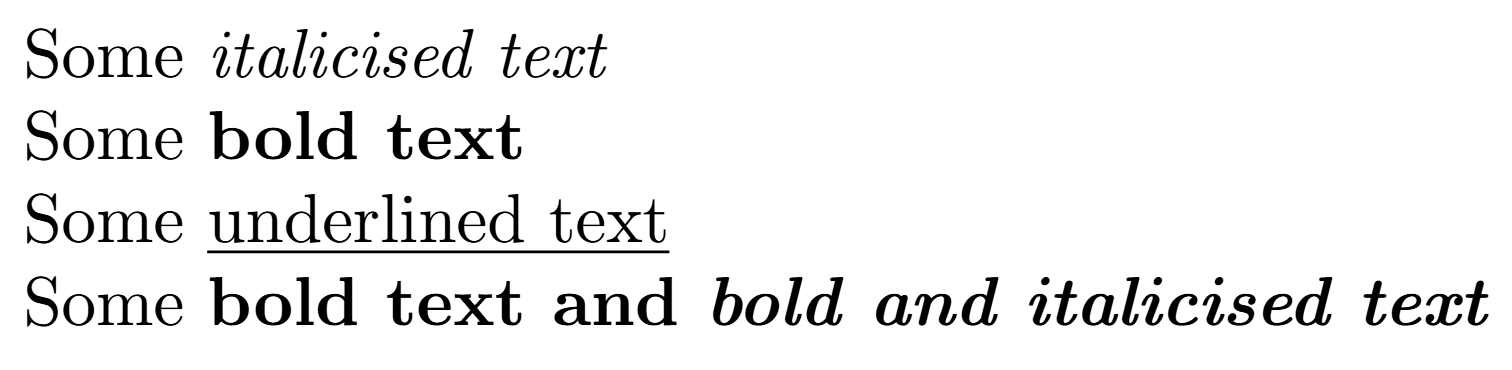 Some italicised text
Some bold text
Some underlined text
Some bold text and bold and italicised text